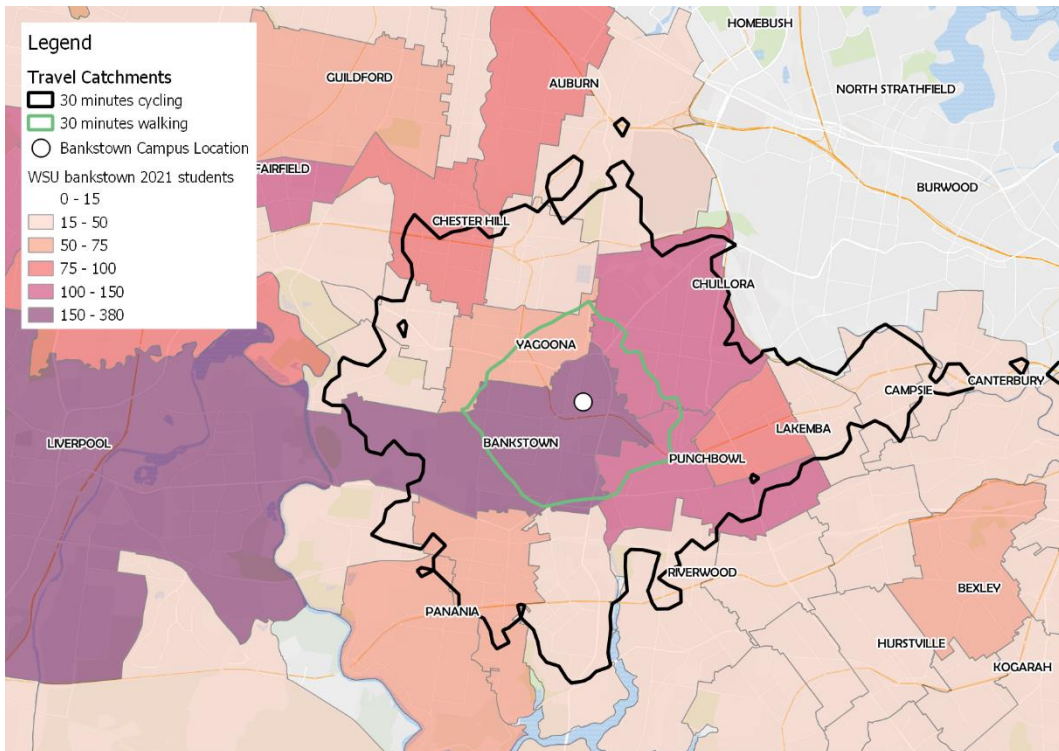 Legend
Travel Catchments
30 minutes cycling
30 minutes walking
Bankstown Campus Location
WSU bankstown 2021 students
0 - 15
15 - 50
50 - 75
75 - 100
100 - 150
150 - 380
HOMEBUSH
GUILDFORD
AUBURN
NORTH STRATHFIELD
FAIRFIELD
BURWOOD
CHESTER HILL
CHULLORA
YAGOONA
CANTERBURY
CAMPSIE
LIVERPOOL
BANKSTOWN
LAKEMBA
PUNCHBOWL
RIVERWOOD
BEXLEY
PANANIA
HURSTVILLE
KOGARAH